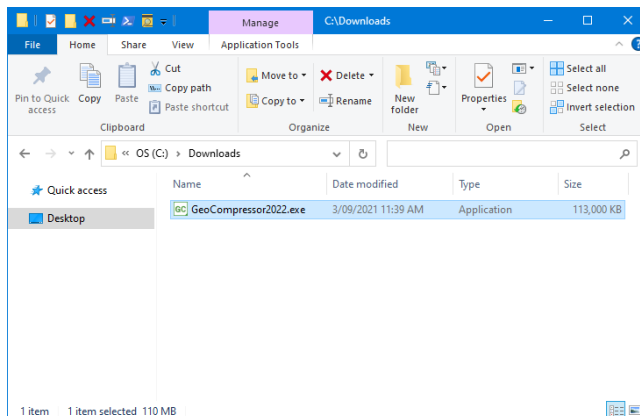 Manage C:\Downloads
File Home Share View Application Tools
Pin to Quick access
Copy
Paste
Cut
Copy path
Paste shortcut
Move to
Copy to
Delete
Rename
New folder
Properties
Select all
Select none
Invert selection
Clipboard Organize New Open Select
« OS (C:) > Downloads
Quick access
Desktop
Name Date modified Type Size
GC GeoCompressor2022.exe 3/09/2021 11:39 AM Application 113,000 KB
1 item 1 item selected 110 MB